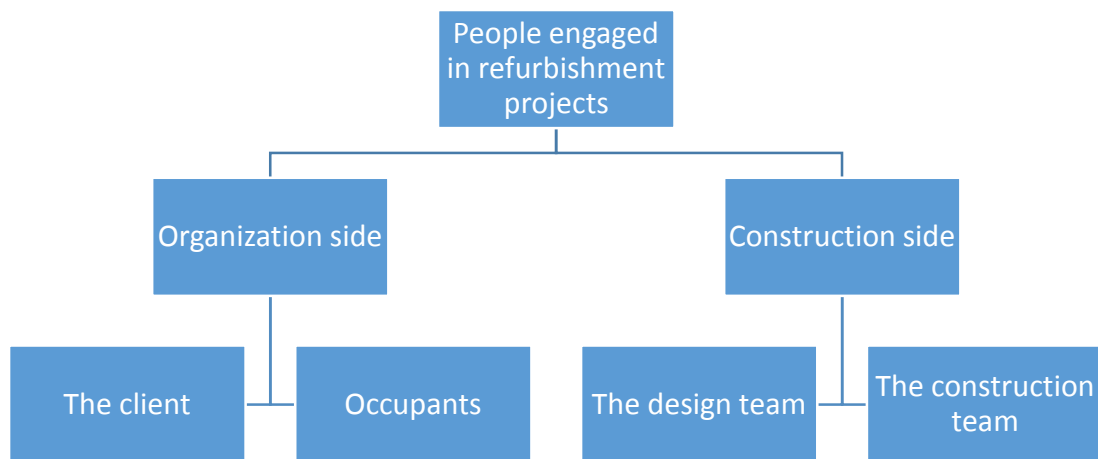 People engaged
in refurbishment
projects
Organization side
Construction side
The client
Occupants
The design team
The construction
team